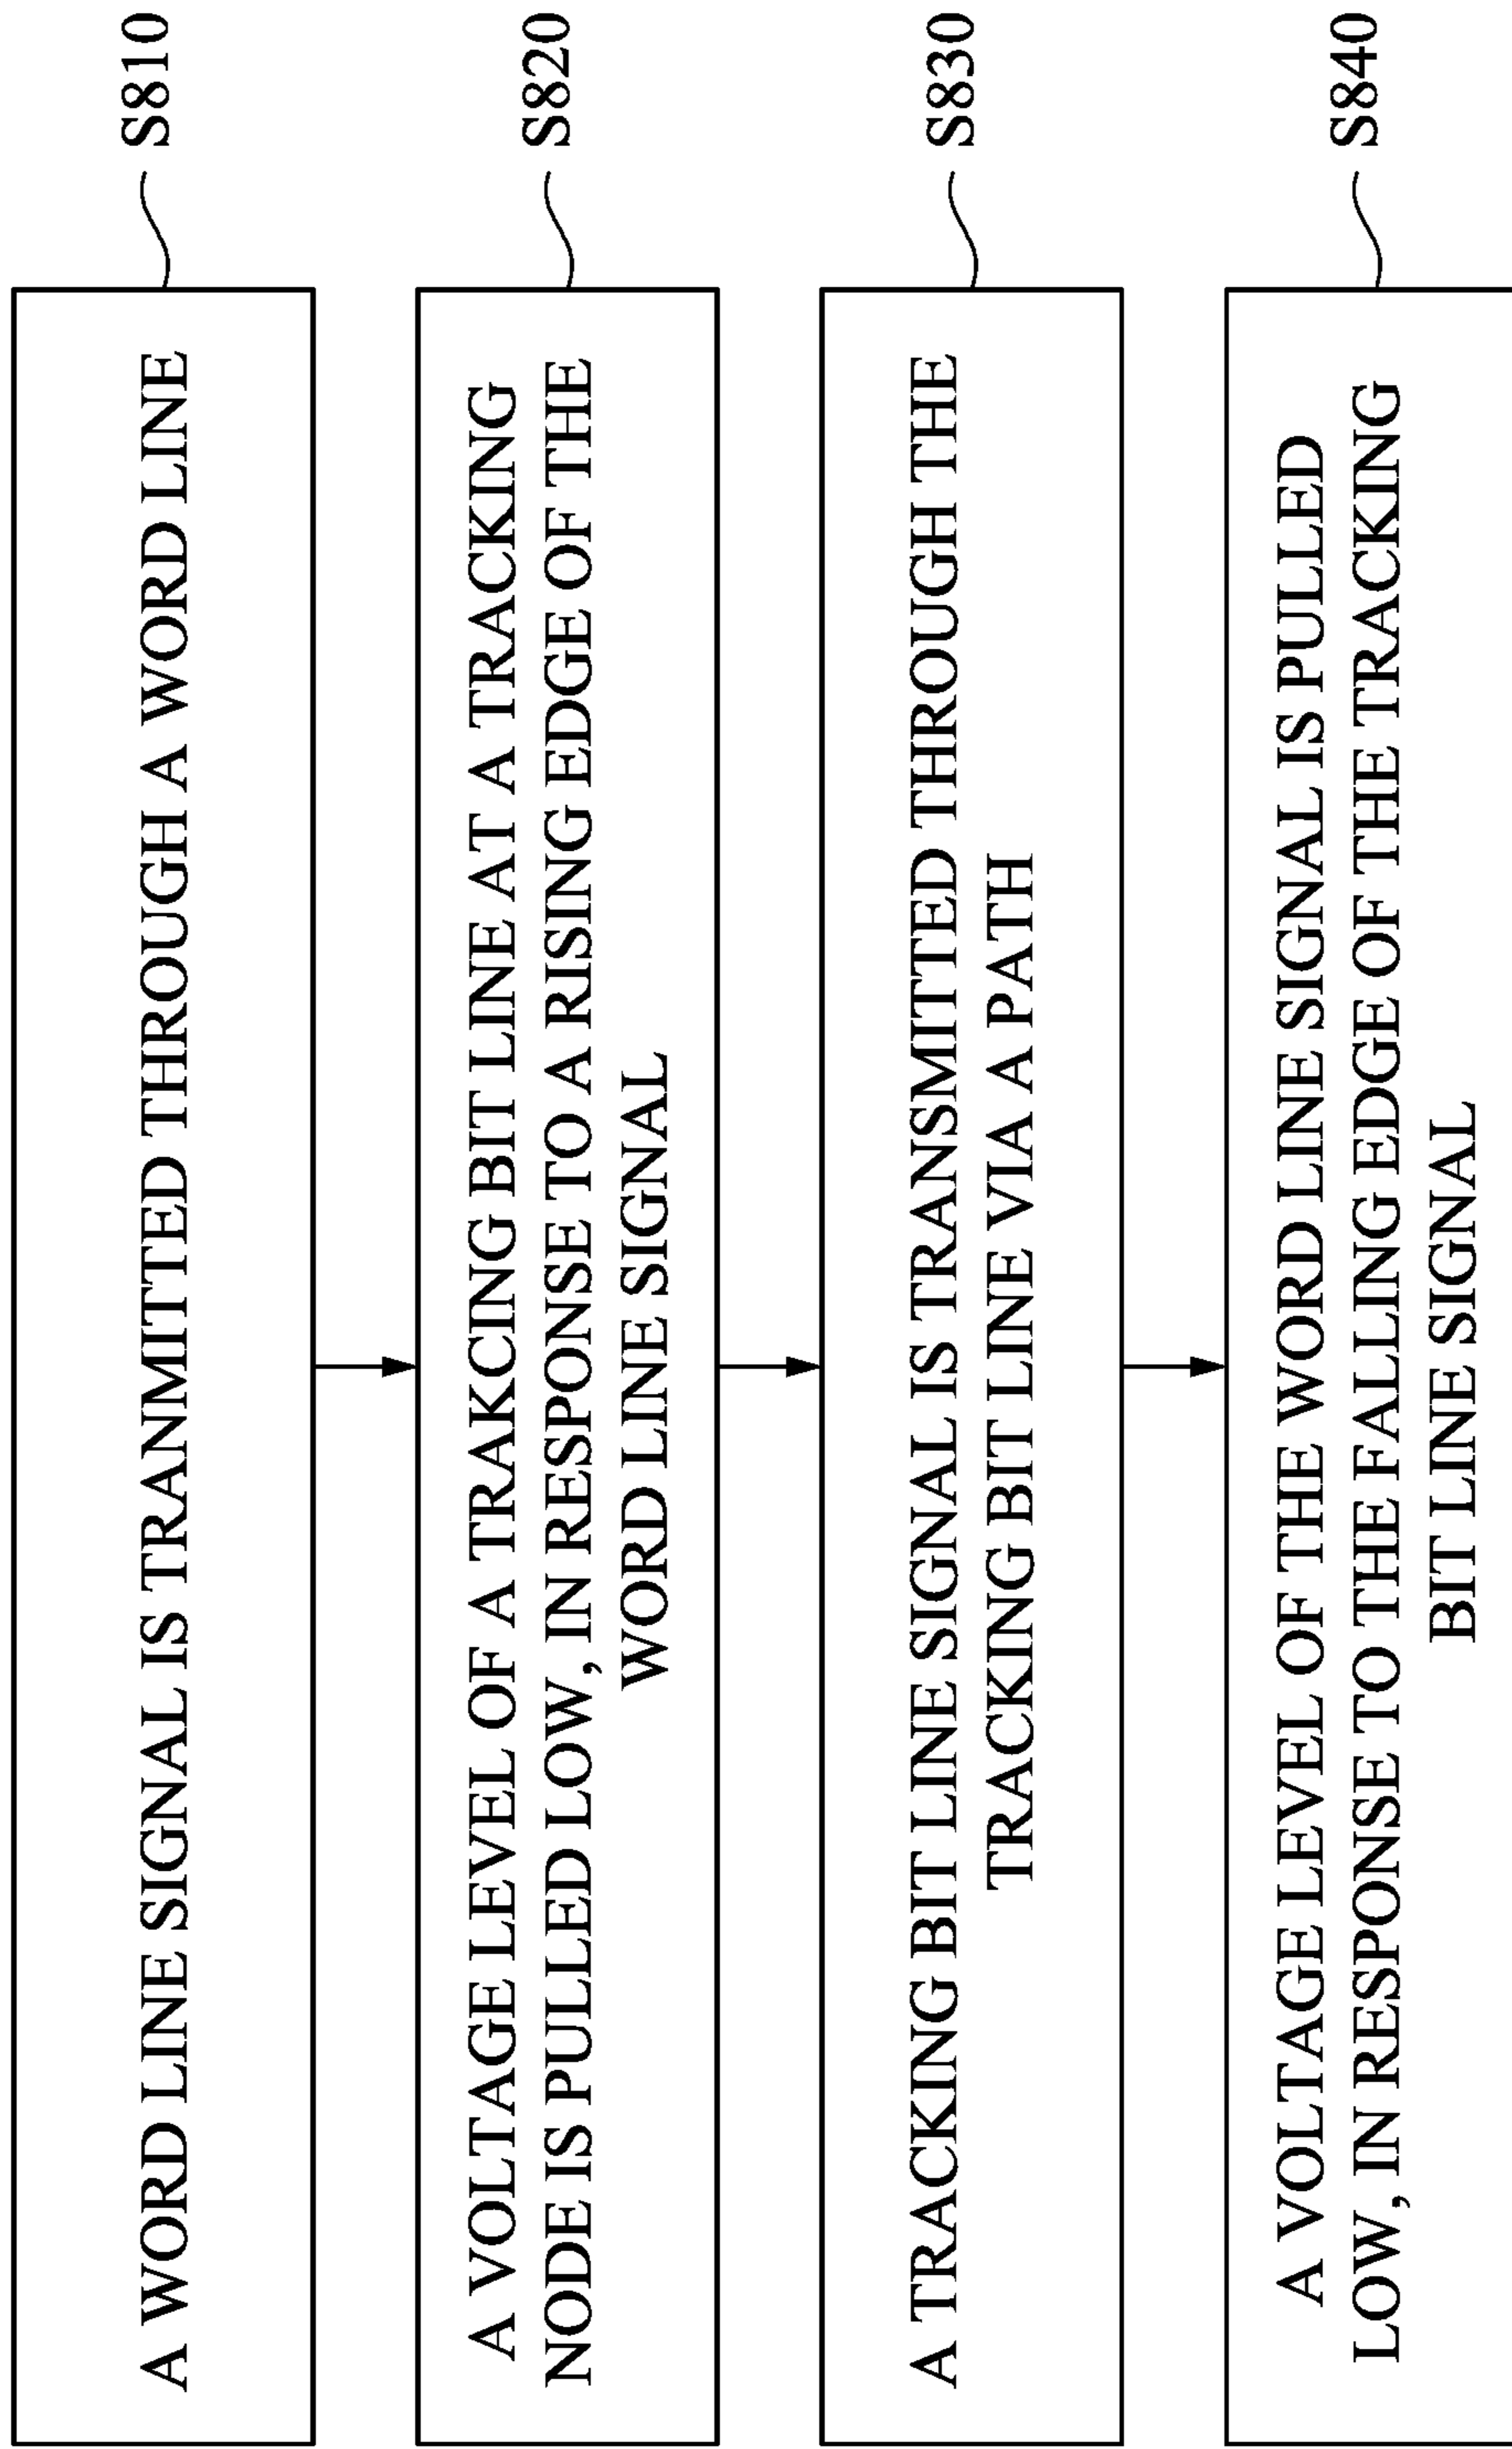 A WORD LINE SIGNAL IS TRANMITTED THROUGH A WORD LINE
S810
A VOLTAGE LEVEL OF A TRAKCING BIT LINE AT A TRACKING
NODE IS PULLED LOW, IN RESPONSE TO A RISING EDGE OF THE
WORD LINE SIGNAL
S820
A TRACKING BIT LINE SIGNAL IS TRANSMITTED THROUGH THE
TRACKING BIT LINE VIA A PATH
S830
A VOLTAGE LEVEL OF THE WORD LINE SIGNAL IS PULLED
LOW, IN RESPONSE TO THE FALLING EDGE OF THE TRACKING
BIT LINE SIGNAL
S840